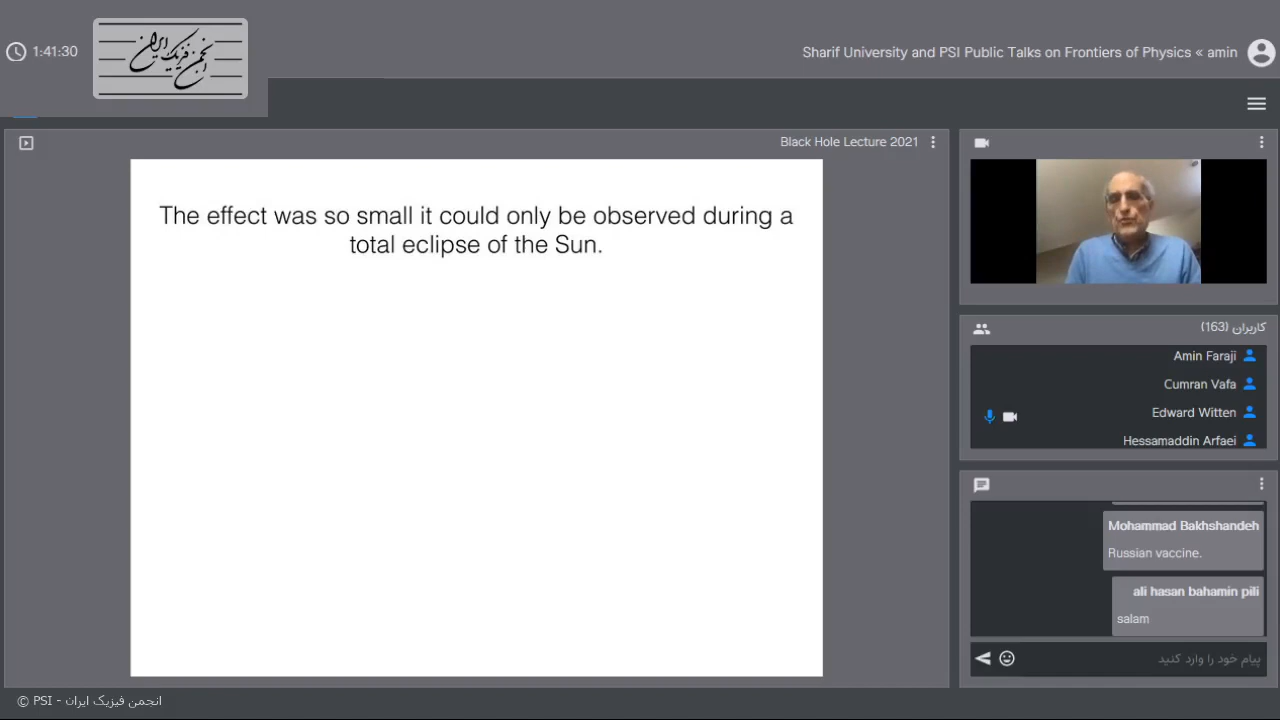 1:41:30
انجمن فیزیک ایران
Sharif University and PSI Public Talks on Frontiers of Physics « amin
Black Hole Lecture 2021
The effect was so small it could only be observed during a
total eclipse of the Sun.
کاربران (163)
Amin Faraji
Cumran Vafa
Edward Witten
Hessamaddin Arfaei
Mohammad Bakhshandeh
Russian vaccine.
ali hasan bahamin pili
salam
پیام خود را وارد کنید
© PSI - انجمن فیزیک ایران